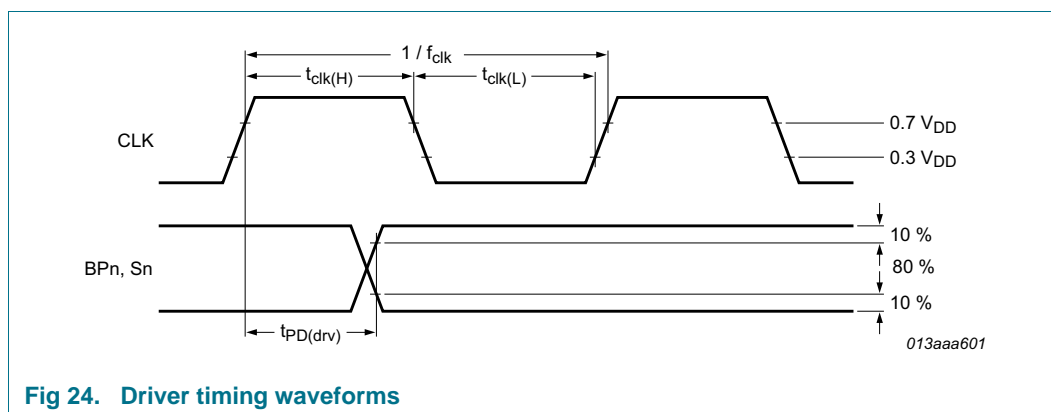 1 / fclk
tclk(H)
tclk(L)
CLK
0.7 VDD
0.3 VDD
BPn, Sn
10 %
80 %
10 %
tPD(drv)
013aaa601
Fig 24. Driver timing waveforms